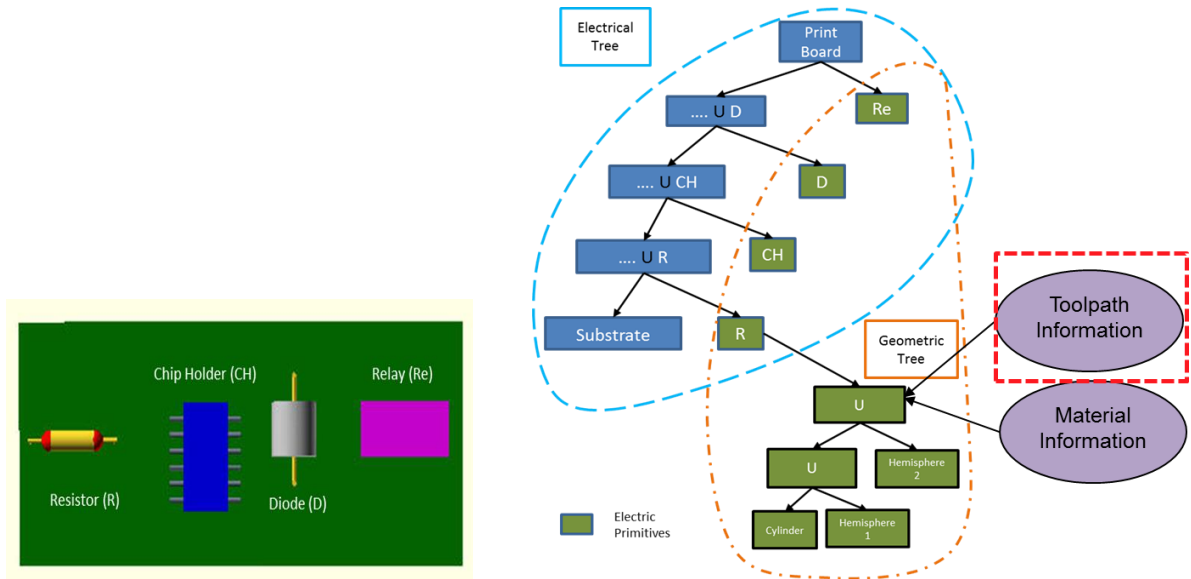 Chip Holder (CH)
Relay (Re)
Resistor (R)
Diode (D)
Electrical
Tree
Print
Board
.... U D
Re
.... U CH
D
.... U R
CH
Substrate
R
Geometric
Tree
Toolpath
Information
U
Material
Information
U
Hemisphere
2
Cylinder
Hemisphere
1
Electric
Primitives